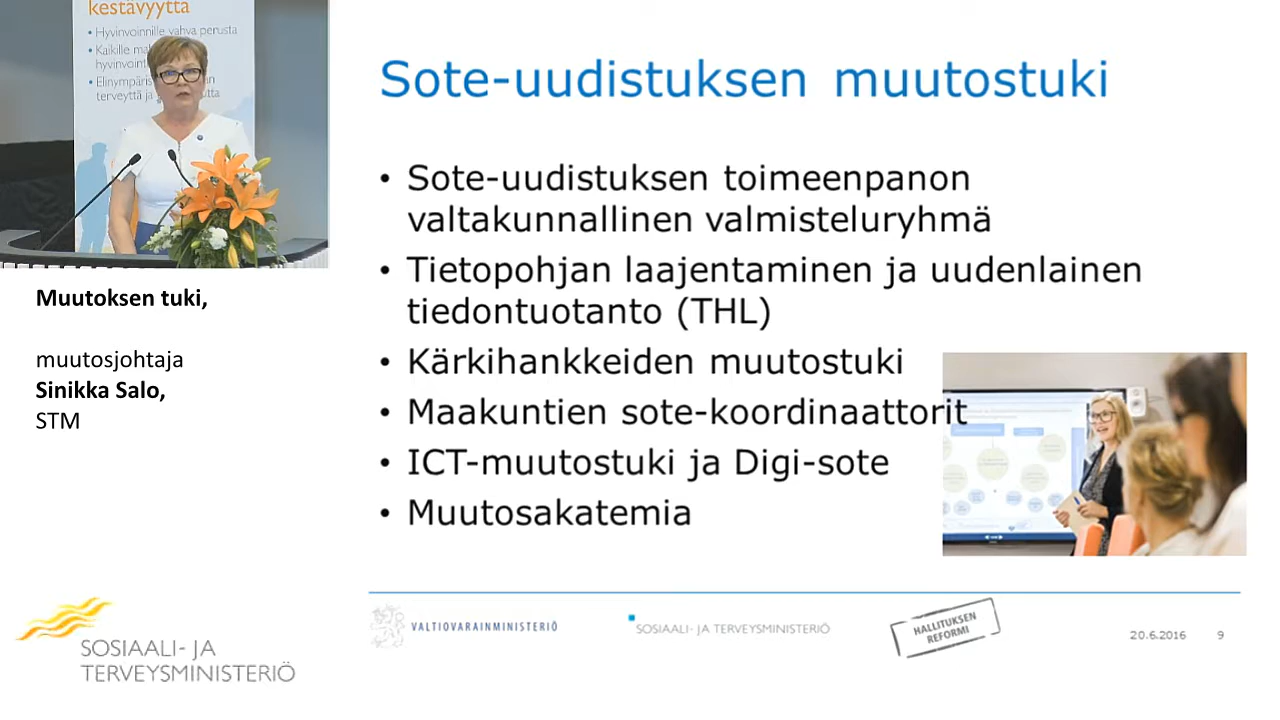 kestävyyttä
• Hyvinvoinnille vahva perusta
• Kaikille
• Elinympäris
terveyttä ja
Muutoksen tuki,
muutosjohtaja
Sinikka Salo,
STM
SOSIAALI- JA
TERVEYSMINISTERIÖ
Sote-uudistuksen muutostuki
• Sote-uudistuksen toimeenpanon
valtakunnallinen valmisteluryhmä
• Tietopohjan laajentaminen ja uudenlainen
tiedontuotanto (THL)
• Kärkihankkeiden muutostuki
• Maakuntien sote-koordinaattorit
• ICT-muutostuki ja Digi-sote
• Muutosakatemia
VALTIOVARAINMINISTERIÖ
SOSIAALI- JA TERVEYSMINISTERIÖ
HALLITUKSEN
REFORMI
20.6.2016 9